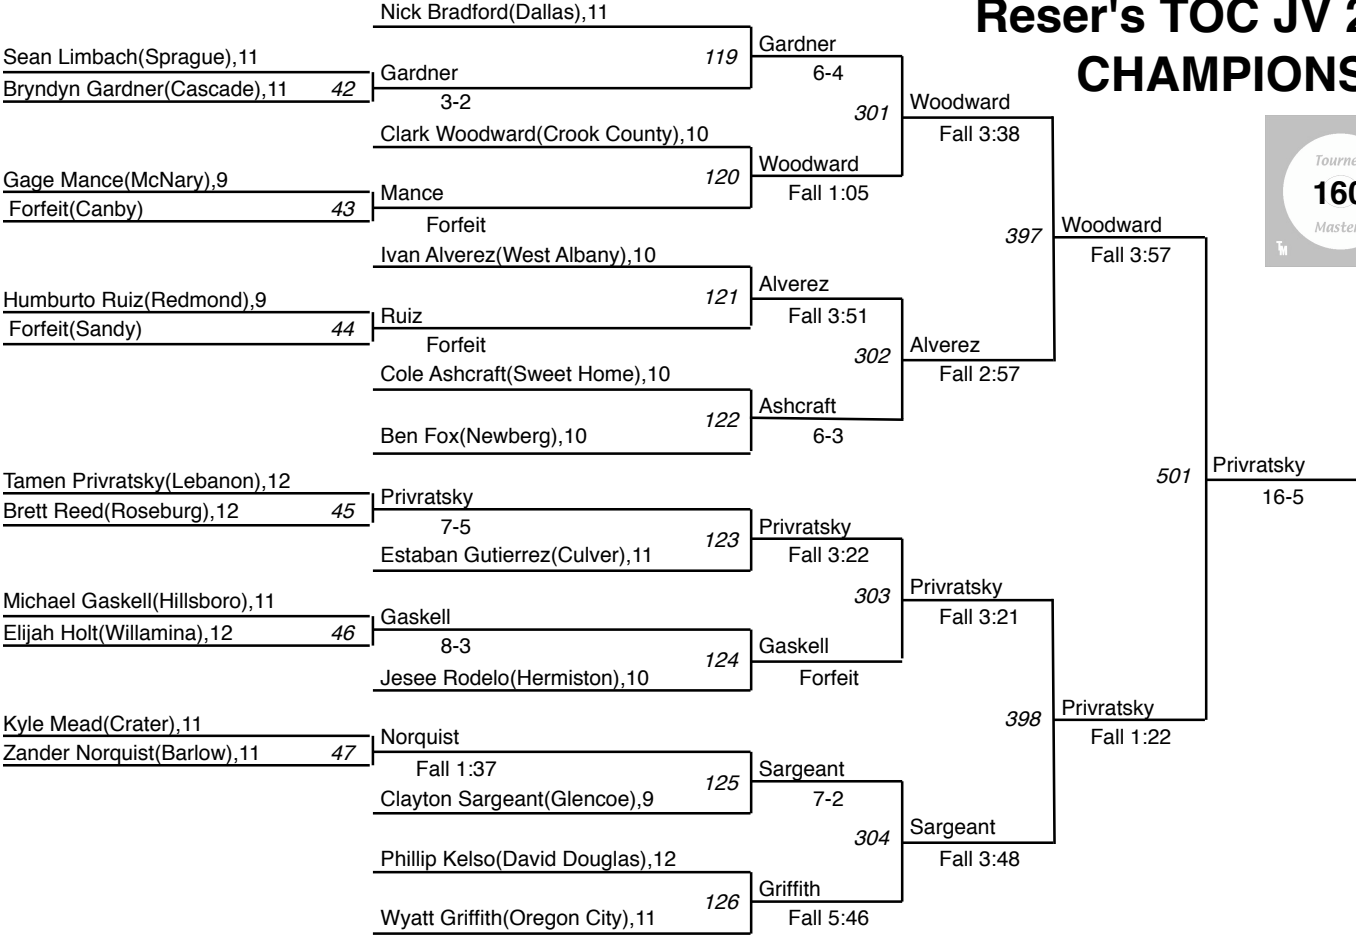 Reser's TOC JV
CHAMPIONS
160
Master
Nick Bradford(Dallas),11
Sean Limbach(Sprague),11
119
Gardner
Bryndyn Gardner(Cascade),11
42
Gardner
6-4
3-2
301
Woodward
Clark Woodward(Crook County),10
Fall 3:38
Gage Mance(McNary),9
120
Woodward
Forfeit(Canby)
43
Mance
Fall 1:05
Forfeit
397
Woodward
Ivan Alverez(West Albany),10
Fall 3:57
Humburto Ruiz(Redmond),9
121
Alverez
Forfeit(Sandy)
44
Ruiz
Fall 3:51
Forfeit
302
Alverez
Cole Ashcraft(Sweet Home),10
Fall 2:57
122
Ashcraft
Ben Fox(Newberg),10
6-3
Tamen Privratsky(Lebanon),12
501
Privratsky
Brett Reed(Roseburg),12
45
Privratsky
16-5
7-5
123
Privratsky
Estaban Gutierrez(Culver),11
Fall 3:22
Michael Gaskell(Hillsboro),11
303
Privratsky
Elijah Holt(Willamina),12
46
Gaskell
Fall 3:21
8-3
124
Gaskell
Jesee Rodelo(Hermiston),10
Forfeit
Kyle Mead(Crater),11
398
Privratsky
Zander Norquist(Barlow),11
47
Norquist
Fall 1:22
Fall 1:37
125
Sargeant
Clayton Sargeant(Glencoe),9
7-2
304
Sargeant
Phillip Kelso(David Douglas),12
Fall 3:48
126
Griffith
Wyatt Griffith(Oregon City),11
Fall 5:46